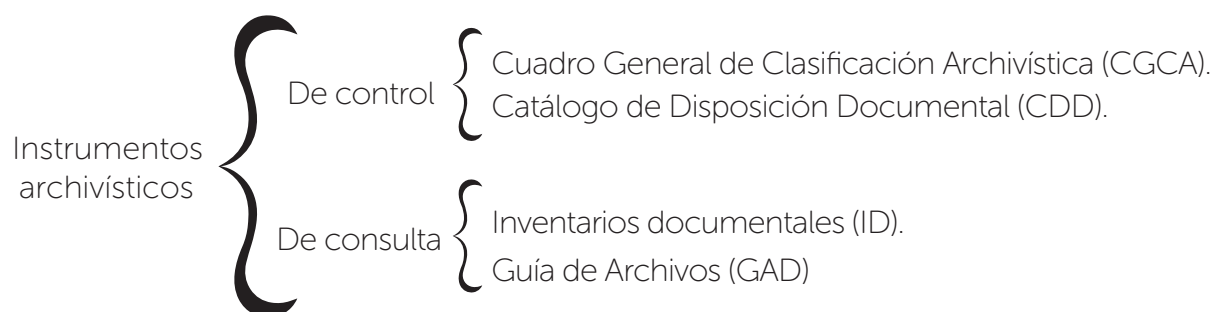 Instrumentos
archivísticos
De control
Cuadro General de Clasificación Archivística (CGCA).
Catálogo de Disposición Documental (CDD).
De consulta
Inventarios documentales (ID).
Guía de Archivos (GAD)